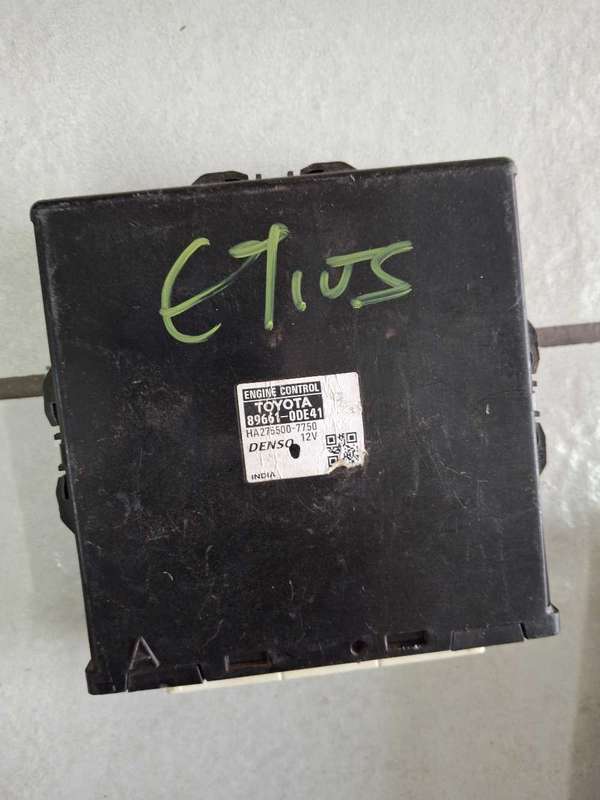 Etios
ENGINE CONTROL
TOYOTA
89661-0DE41
HA275500-7750
DENSO 12V
INDIA
A